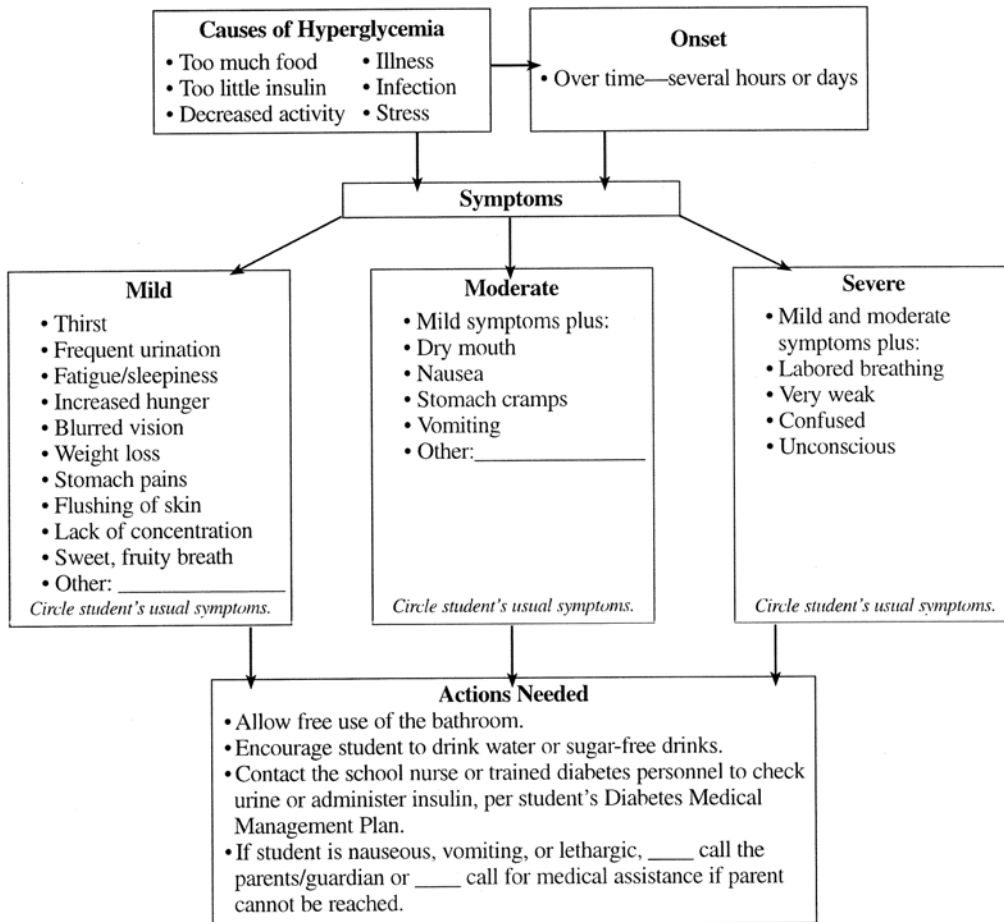 Causes of Hyperglycemia
• Too much food • Illness
• Too little insulin • Infection
• Decreased activity • Stress
Onset
• Over time—several hours or days
Symptoms
Mild
• Thirst
• Frequent urination
• Fatigue/sleepiness
• Increased hunger
• Blurred vision
• Weight loss
• Stomach pains
• Flushing of skin
• Lack of concentration
• Sweet, fruity breath
• Other: ________________
Circle student's usual symptoms.
Moderate
• Mild symptoms plus:
• Dry mouth
• Nausea
• Stomach cramps
• Vomiting
• Other:________________
Circle student's usual symptoms.
Severe
• Mild and moderate
symptoms plus:
• Labored breathing
• Very weak
• Confused
• Unconscious
Circle student's usual symptoms.
Actions Needed
• Allow free use of the bathroom.
• Encourage student to drink water or sugar-free drinks.
• Contact the school nurse or trained diabetes personnel to check
urine or administer insulin, per student's Diabetes Medical
Management Plan.
• If student is nauseous, vomiting, or lethargic, ____ call the
parents/guardian or ____ call for medical assistance if parent
cannot be reached.